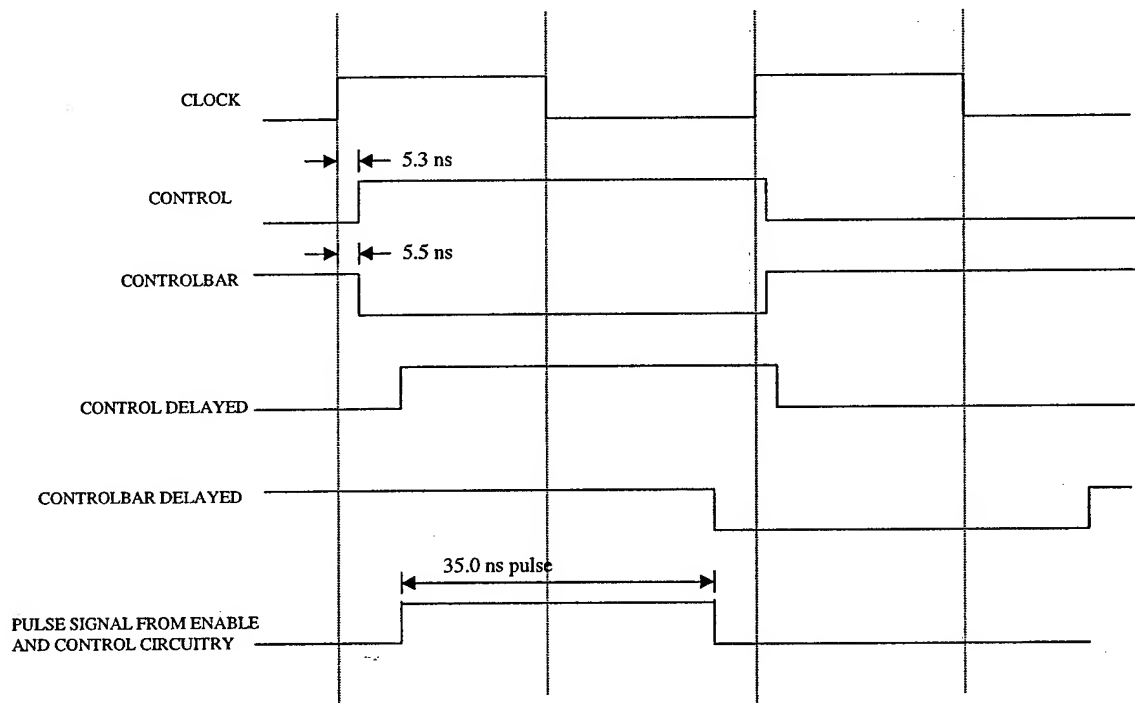 CLOCK
5.3 ns
CONTROL
5.5 ns
CONTROLBAR
CONTROL DELAYED
CONTROLBAR DELAYED
35.0 ns pulse
PULSE SIGNAL FROM ENABLE
AND CONTROL CIRCUITRY